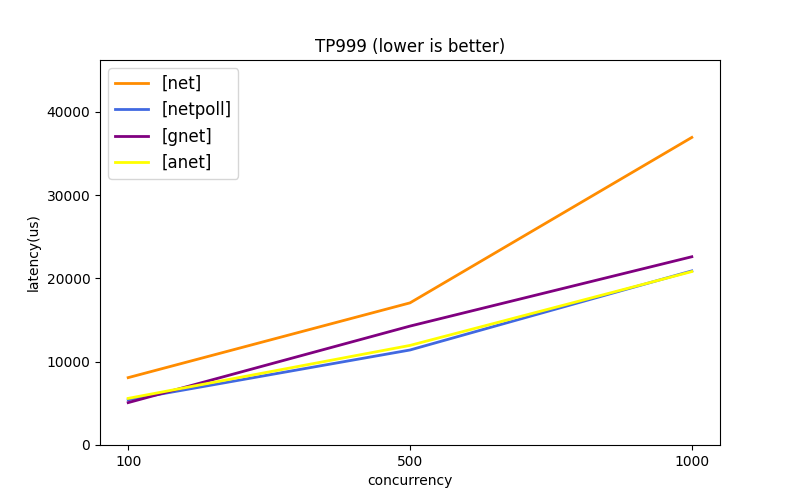 TP999 (lower is better)
[net]
[netpoll]
[gnet]
[anet]
40000
30000
20000
10000
0
latency(us)
100
500
1000
concurrency